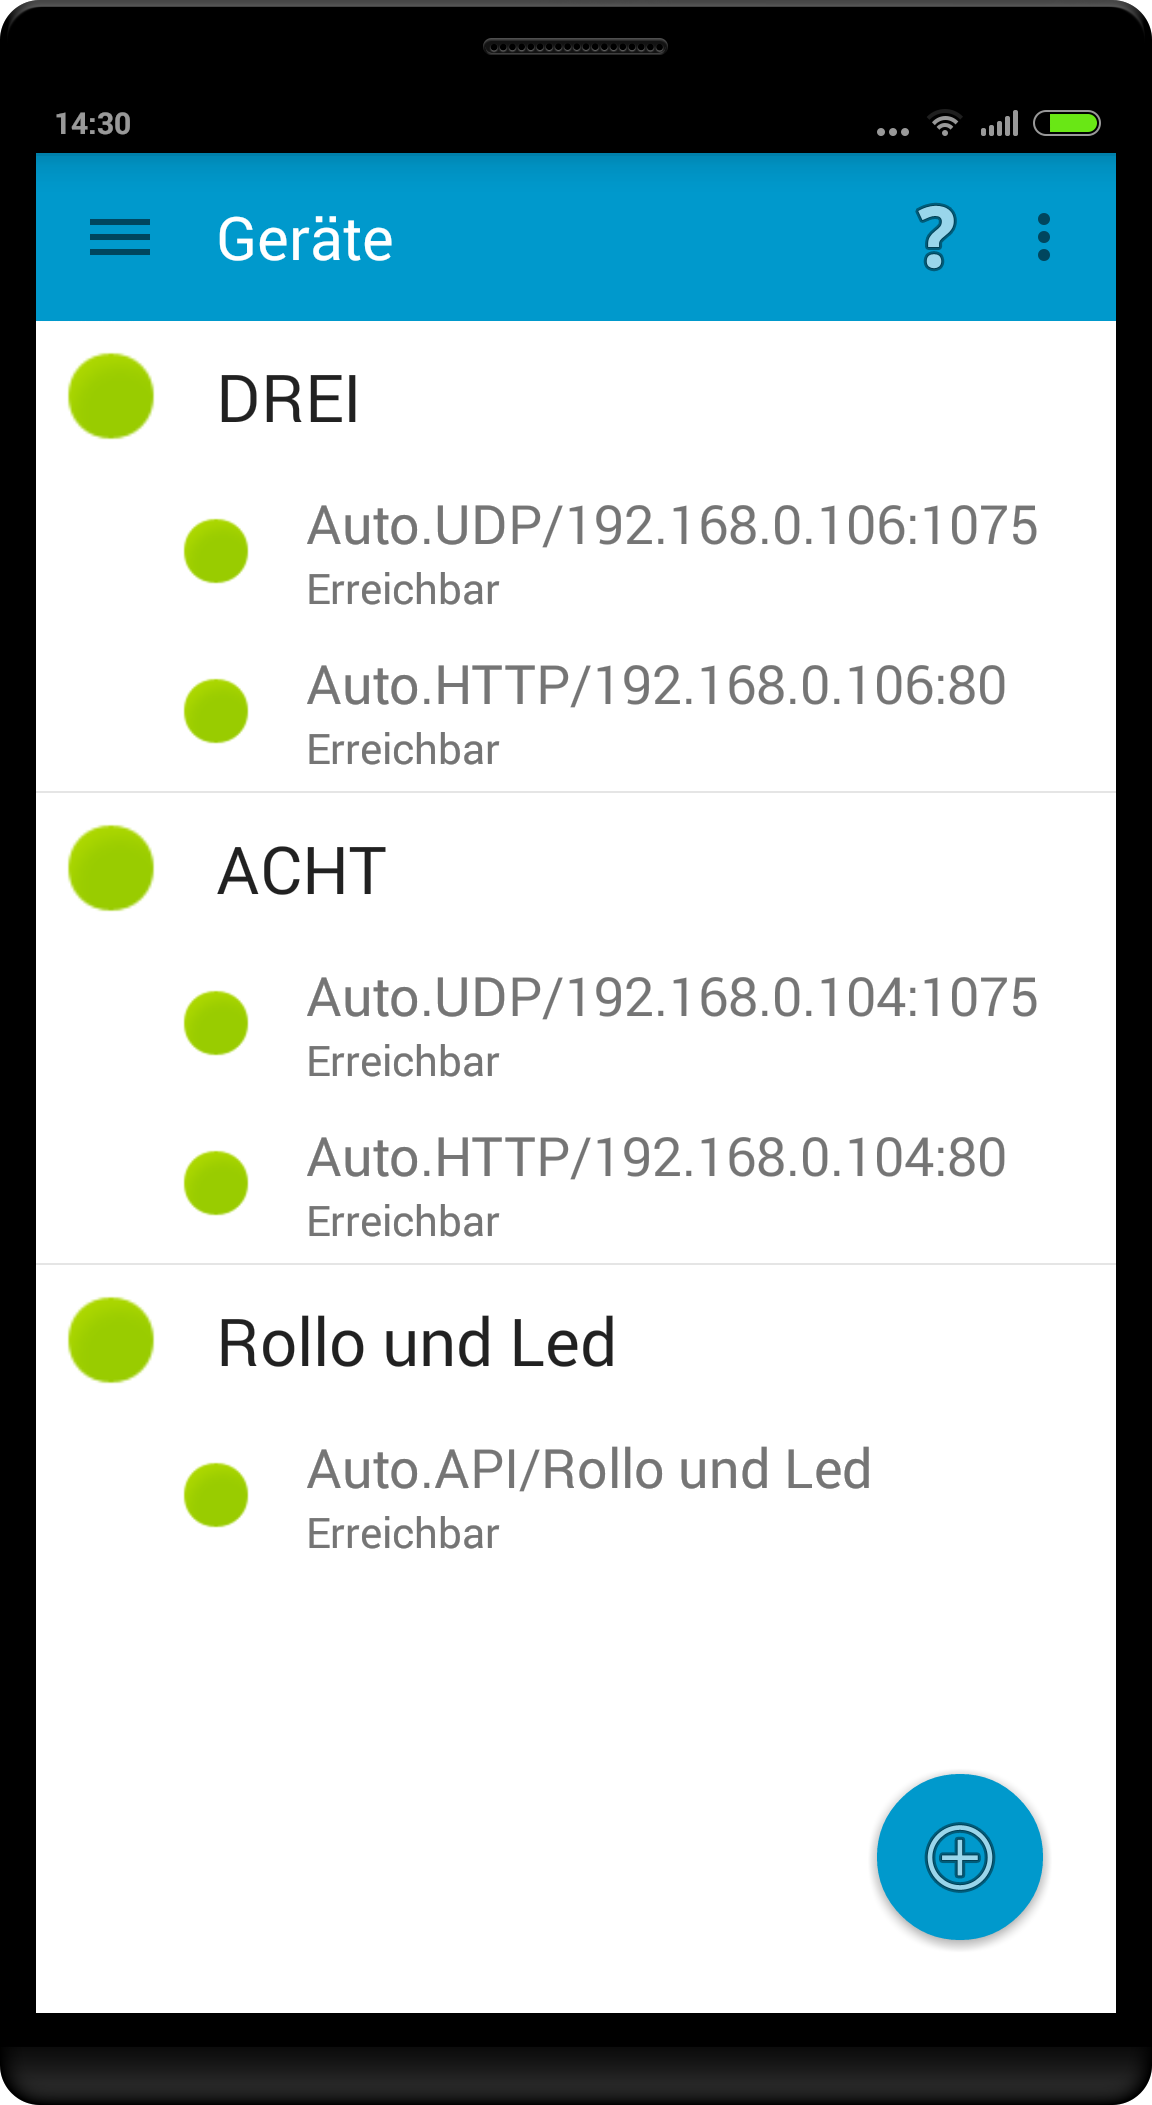 14:30
Geräte
DREI
Auto.UDP/192.168.0.106:1075
Erreichbar
Auto.HTTP/192.168.0.106:80
Erreichbar
ACHT
Auto.UDP/192.168.0.104:1075
Erreichbar
Auto.HTTP/192.168.0.104:80
Erreichbar
Rollo und Led
Auto.API/Rollo und Led
Erreichbar